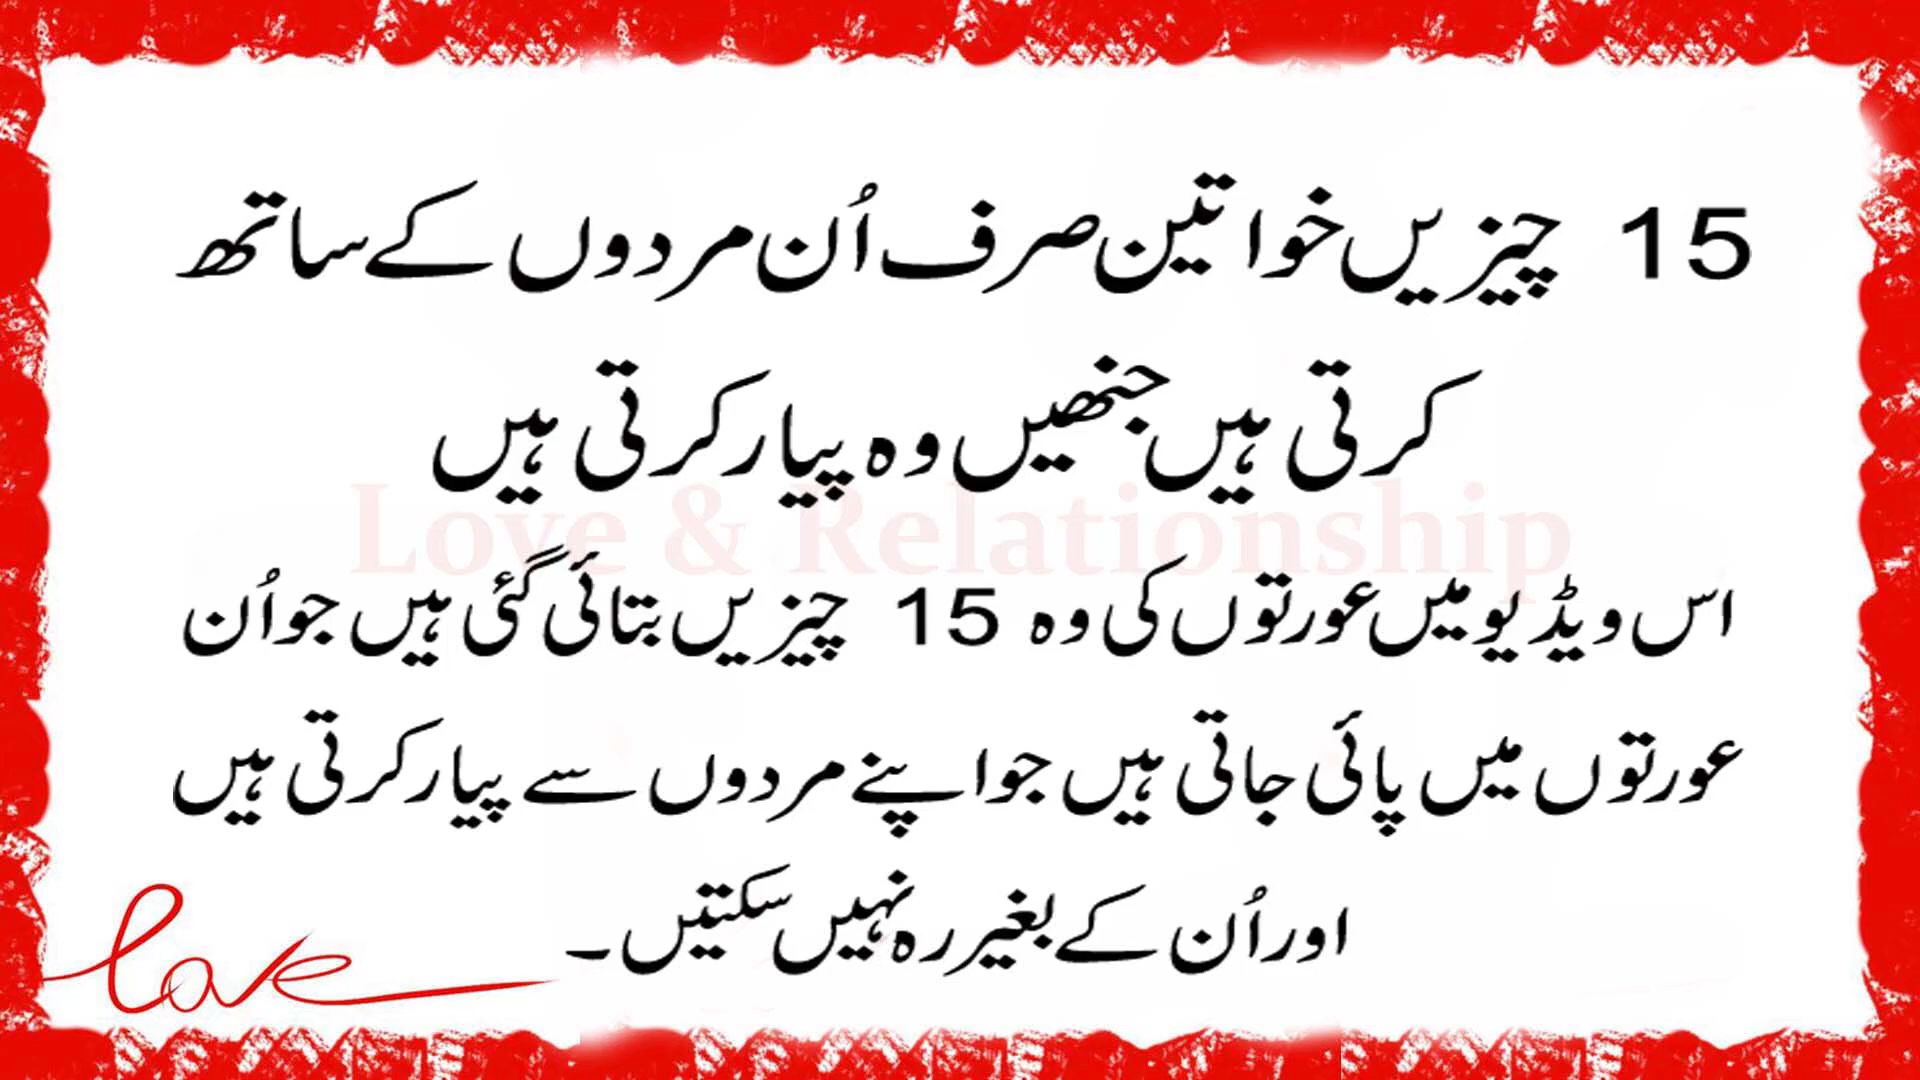 15 چیزیں خواتین صرف اُن مردوں کے ساتھ
کرتی ہیں جنھیں وہ پیار کرتی ہیں
Love & Relationship
اس ویڈیو میں عورتوں کی وہ 15 چیزیں بتائی گئی ہیں جو اُن
عورتوں میں پائی جاتی ہیں جو اپنے مردوں سے پیار کرتی ہیں
اور اُن کے بغیر رہ نہیں سکتیں۔
love